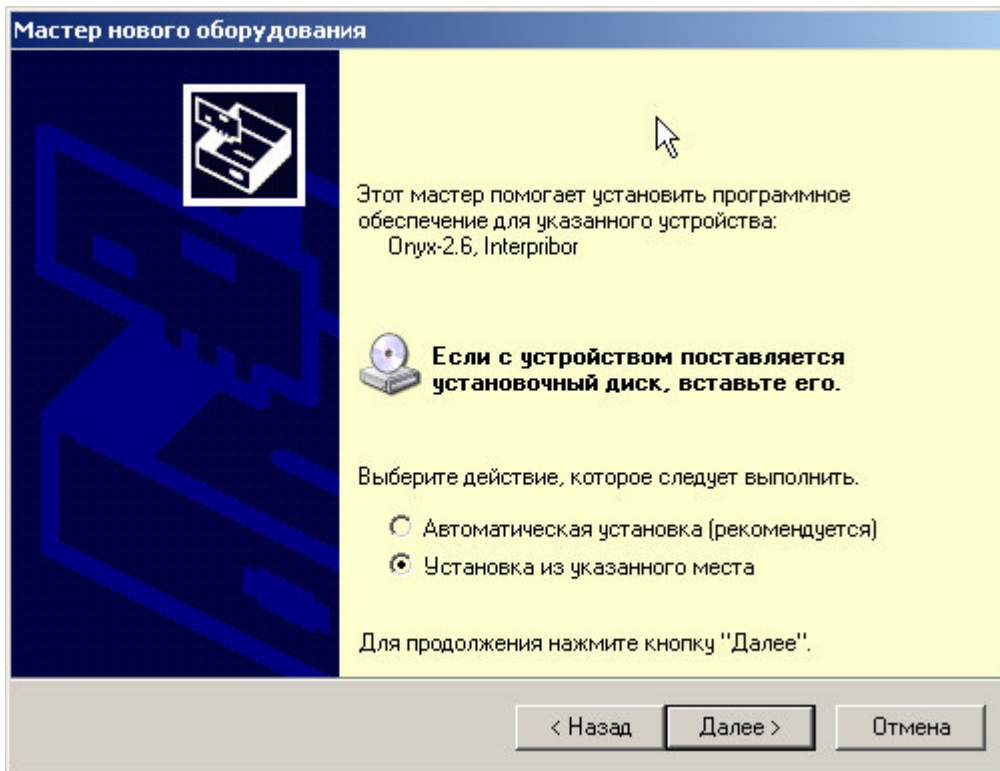 Мастер нового оборудования
Этот мастер помогает установить программное
обеспечение для указанного устройства:
Onyx-2.6, Interpribor
Если с устройством поставляется
установочный диск, вставьте его.
Выберите действие, которое следует выполнить.
Автоматическая установка (рекомендуется)
Установка из указанного места
Для продолжения нажмите кнопку "Далее".
< Назад
Далее >
Отмена